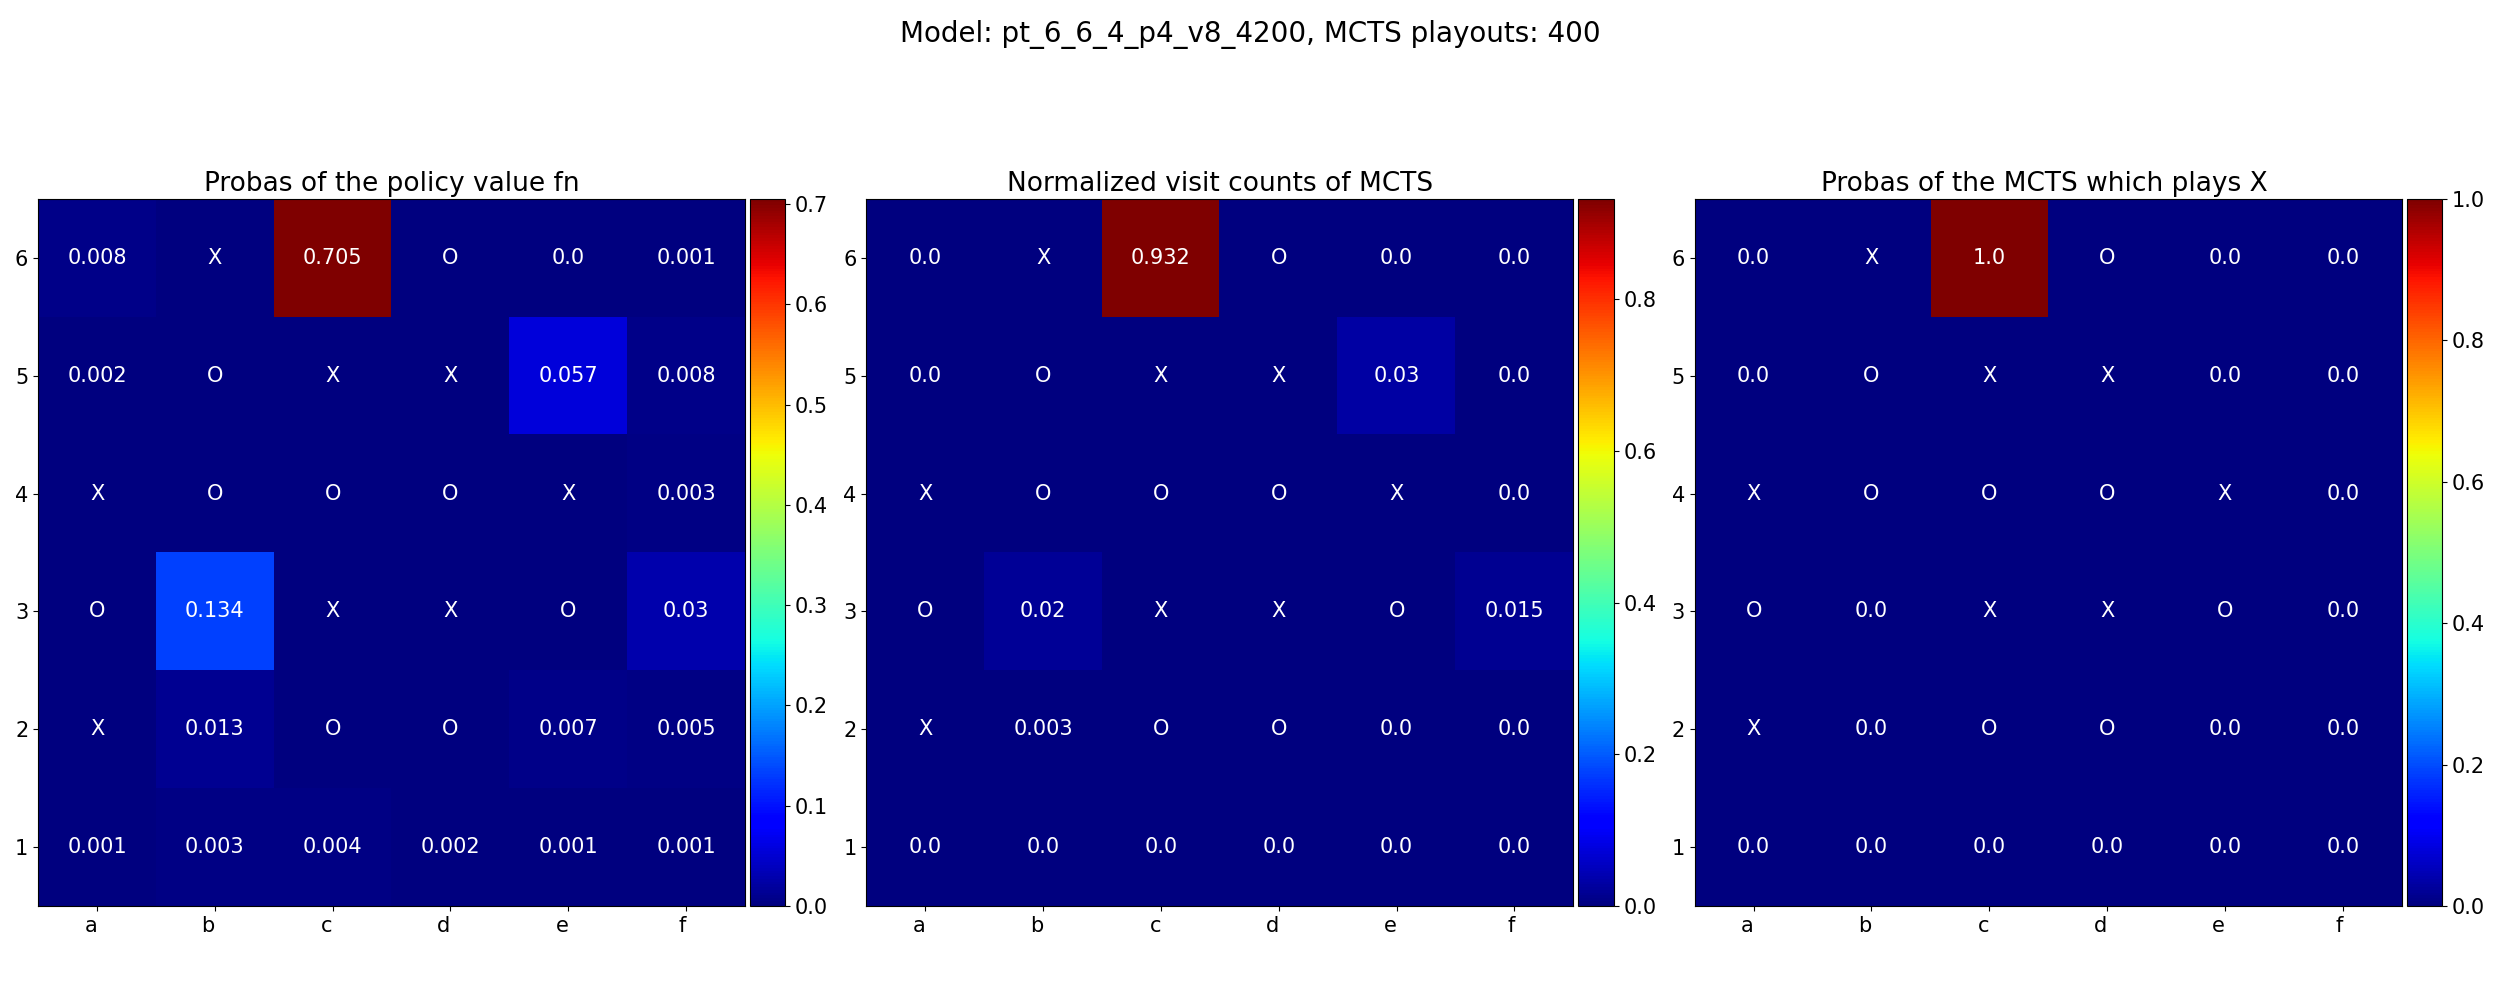 Model: pt_6_6_4_p4_v8_4200, MCTS playouts: 400
Probas of the policy value fn
6 0.008 X 0.705 O 0.0 0.001
5 0.002 O X X 0.057 0.008
4 X O O O X 0.003
3 O 0.134 X X O 0.03
2 X 0.013 O O 0.007 0.005
1 0.001 0.003 0.004 0.002 0.001 0.001
a b c d e f
0.7
0.6
0.5
0.4
0.3
0.2
0.1
0.0
Normalized visit counts of MCTS
6 0.0 X 0.932 O 0.0 0.0
5 0.0 O X X 0.03 0.0
4 X O O O X 0.0
3 O 0.02 X X O 0.015
2 X 0.003 O O 0.0 0.0
1 0.0 0.0 0.0 0.0 0.0 0.0
a b c d e f
0.8
0.6
0.4
0.2
0.0
Probas of the MCTS which plays X
6 0.0 X 1.0 O 0.0 0.0
5 0.0 O X X 0.0 0.0
4 X O O O X 0.0
3 O 0.0 X X O 0.0
2 X 0.0 O O 0.0 0.0
1 0.0 0.0 0.0 0.0 0.0 0.0
a b c d e f
1.0
0.8
0.6
0.4
0.2
0.0